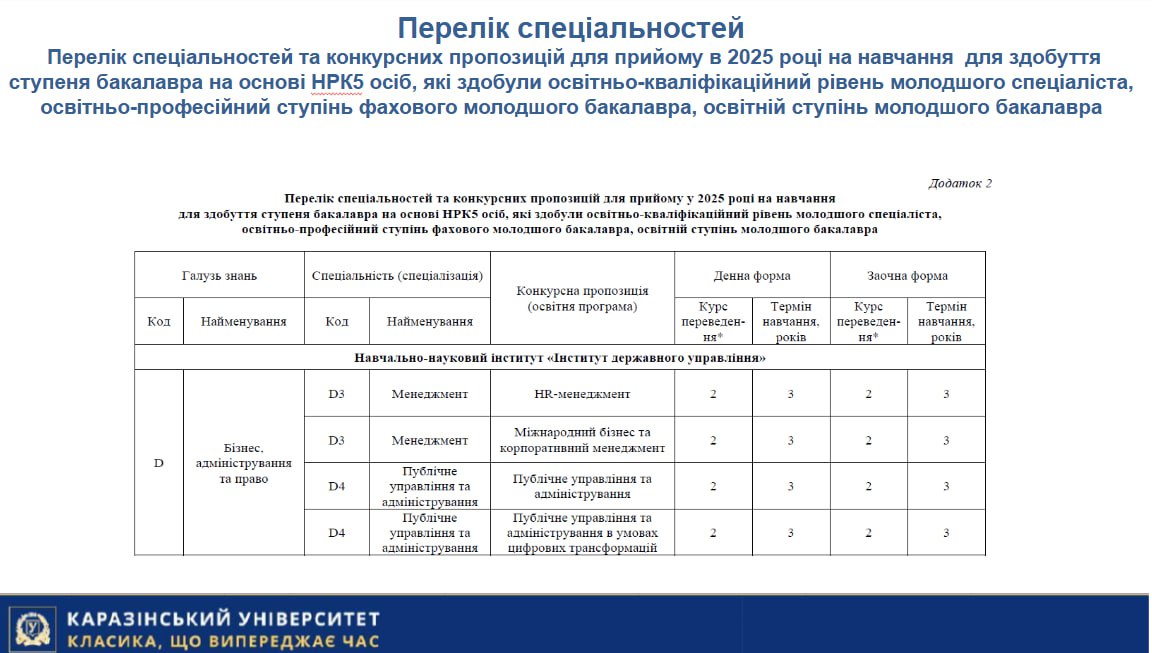 Перелік спеціальностей
Перелік спеціальностей та конкурсних пропозицій для прийому в 2025 році на навчання для здобуття
ступеня бакалавра на основі НРК5 осіб, які здобули освітньо-кваліфікаційний рівень молодшого спеціаліста,
освітньо-професійний ступінь фахового молодшого бакалавра, освітній ступінь молодшого бакалавра
Додаток 2
Перелік спеціальностей та конкурсних пропозицій для прийому у 2025 році на навчання
для здобуття ступеня бакалавра на основі НРК5 осіб, які здобули освітньо-кваліфікаційний рівень молодшого спеціаліста,
освітньо-професійний ступінь фахового молодшого бакалавра, освітній ступінь молодшого бакалавра
Галузь знань
Спеціальність (спеціалізація)
Конкурсна пропозиція
(освітня програма)
Денна форма
Заочна форма
Код
Найменування
Код
Найменування
Курс
переведен-
ня*
Термін
навчання,
років
Курс
переведен-
ня*
Термін
навчання,
років
Навчально-науковий інститут «Інститут державного управління»
D
Бізнес,
адміністрування
та право
D3
Менеджмент
HR-менеджмент
2
3
2
3
D3
Менеджмент
Міжнародний бізнес та
корпоративний менеджмент
2
3
2
3
D4
Публічне
управління та
адміністрування
Публічне управління та
адміністрування
2
3
2
3
D4
Публічне
управління та
адміністрування
Публічне управління та
адміністрування в умовах
цифрових трансформацій
2
3
2
3
КАРАЗІНСЬКИЙ УНІВЕРСИТЕТ
КЛАСИКА, ЩО ВИПЕРЕДЖАЄ ЧАС